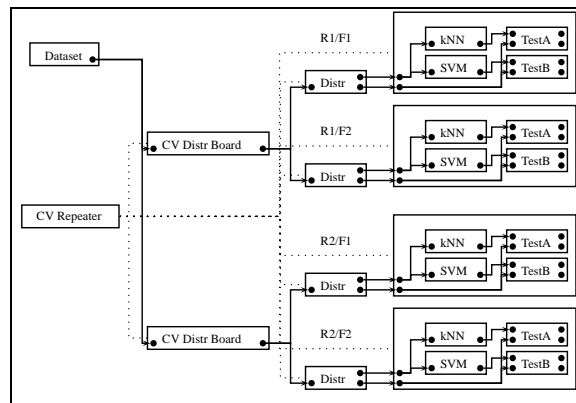 R1/F1
kNN
TestA
Dataset
SVM
TestB
Distr
R1/F2
kNN
TestA
CV Distr Board
SVM
TestB
Distr
CV Repeater
R2/F1
kNN
TestA
SVM
TestB
Distr
R2/F2
kNN
TestA
CV Distr Board
SVM
TestB
Distr